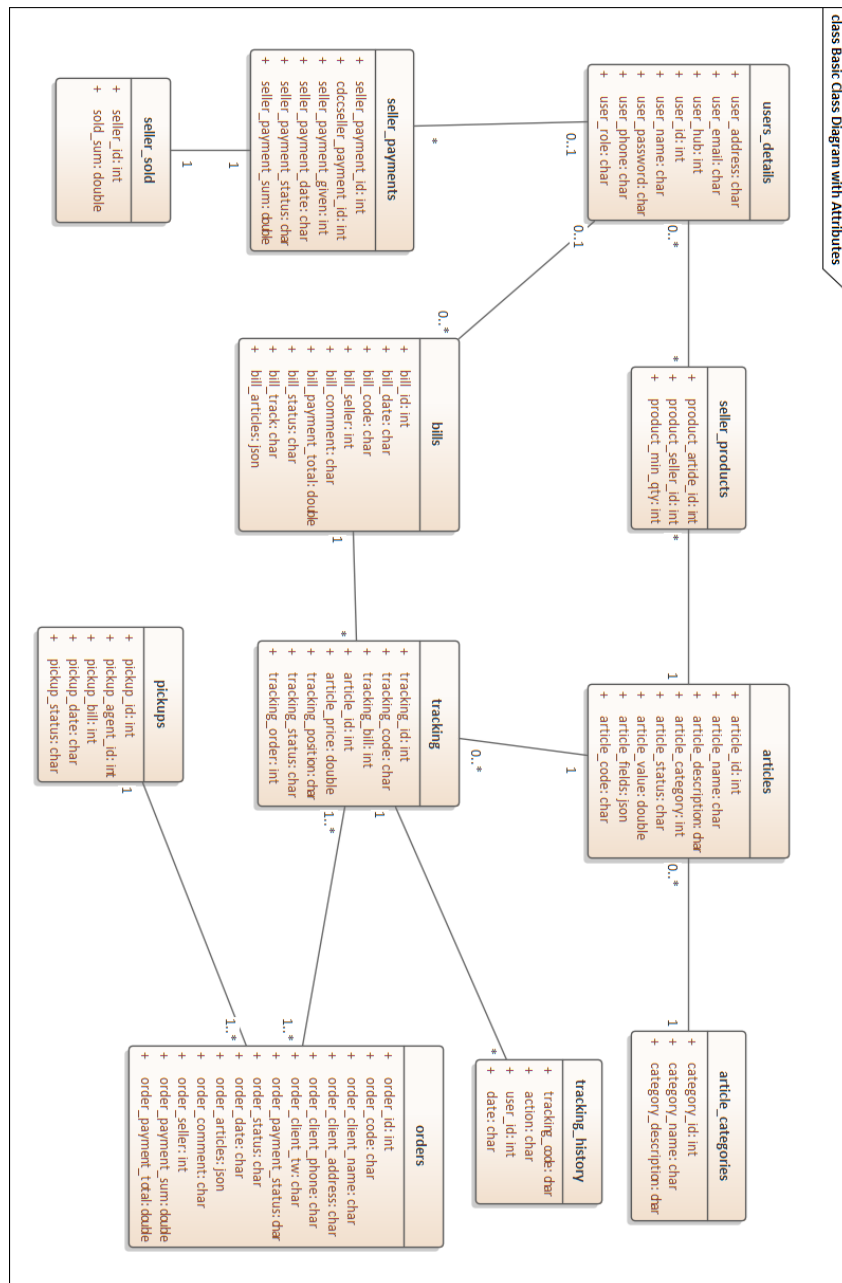 class Basic Class Diagram with Attributes
users_details
+ user_address: char
+ user_email: char
+ user_hub: int
+ user_id: int
+ user_name: char
+ user_password: char
+ user_phone: char
+ user_role: char
0..*
*
seller_products
+ product_article_id: int
+ product_seller_id: int
+ product_min_qty: int
*
1
articles
+ article_id: int
+ article_name: char
+ article_description: char
+ article_category: int
+ article_status: char
+ article_value: double
+ article_fields: json
+ article_code: char
0..*
1
article_categories
+ category_id: int
+ category_name: char
+ category_description: char
0..1
*
0..1
0..*
1
0..*
seller_payments
+ seller_payment_id: int
+ cdccseller_payment_id: int
+ seller_payment_given: int
+ seller_payment_date: char
+ seller_payment_status: char
+ seller_payment_sum: double
bills
+ bill_id: int
+ bill_date: char
+ bill_code: char
+ bill_seller: int
+ bill_comment: char
+ bill_payment_total: double
+ bill_status: char
+ bill_track: char
+ bill_articles: json
1
*
tracking
+ tracking_id: int
+ tracking_code: char
+ tracking_bill: int
+ article_id: int
+ article_price: double
+ tracking_position: char
+ tracking_status: char
+ tracking_order: int
1
*
tracking_history
+ tracking_code: char
+ action: char
+ user_id: int
+ date: char
1..*
1..*
1
1
seller_sold
+ seller_id: int
+ sold_sum: double
pickups
+ pickup_id: int
+ pickup_agent_id: int
+ pickup_bill: int
+ pickup_date: char
+ pickup_status: char
1
1..*
orders
+ order_id: int
+ order_code: char
+ order_client_name: char
+ order_client_address: char
+ order_client_phone: char
+ order_client_tw: char
+ order_payment_status: char
+ order_status: char
+ order_date: char
+ order_articles: json
+ order_comment: char
+ order_seller: int
+ order_payment_sum: double
+ order_payment_total: double